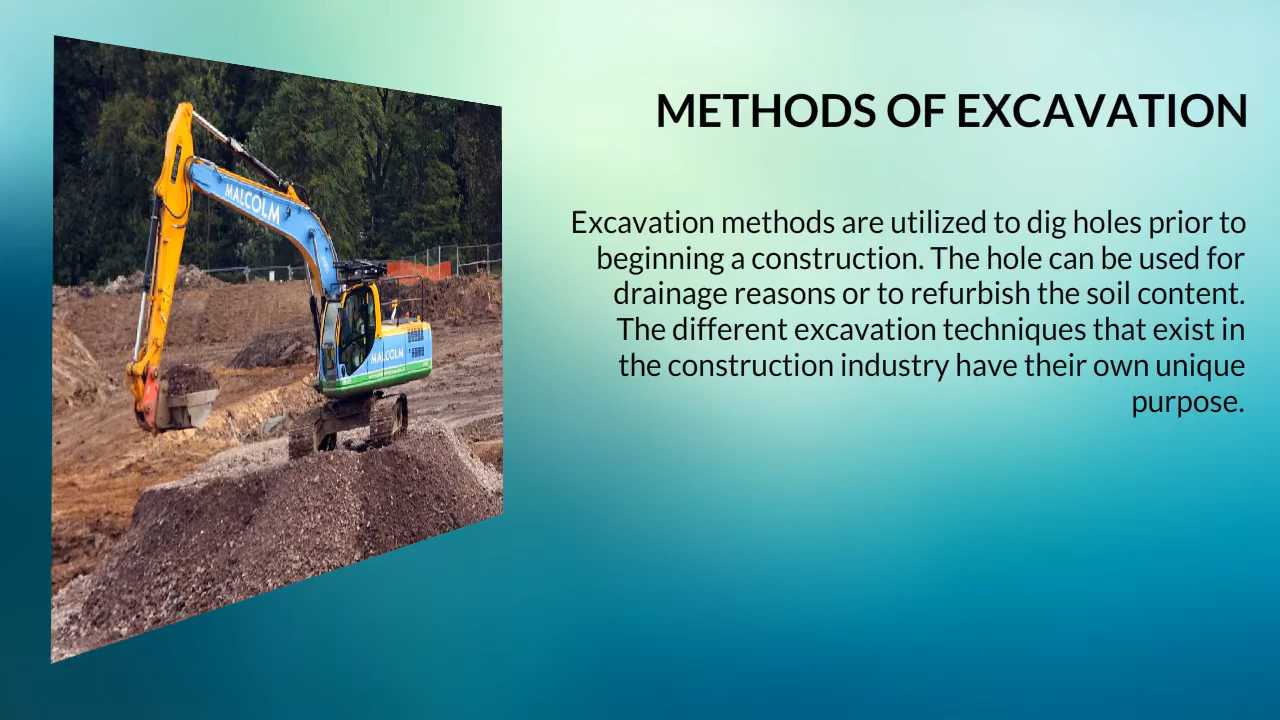 METHODS OF EXCAVATION
Excavation methods are utilized to dig holes prior to
beginning a construction. The hole can be used for
drainage reasons or to refurbish the soil content.
The different excavation techniques that exist in
the construction industry have their own unique
purpose.
MALCOLM
MALCOLM